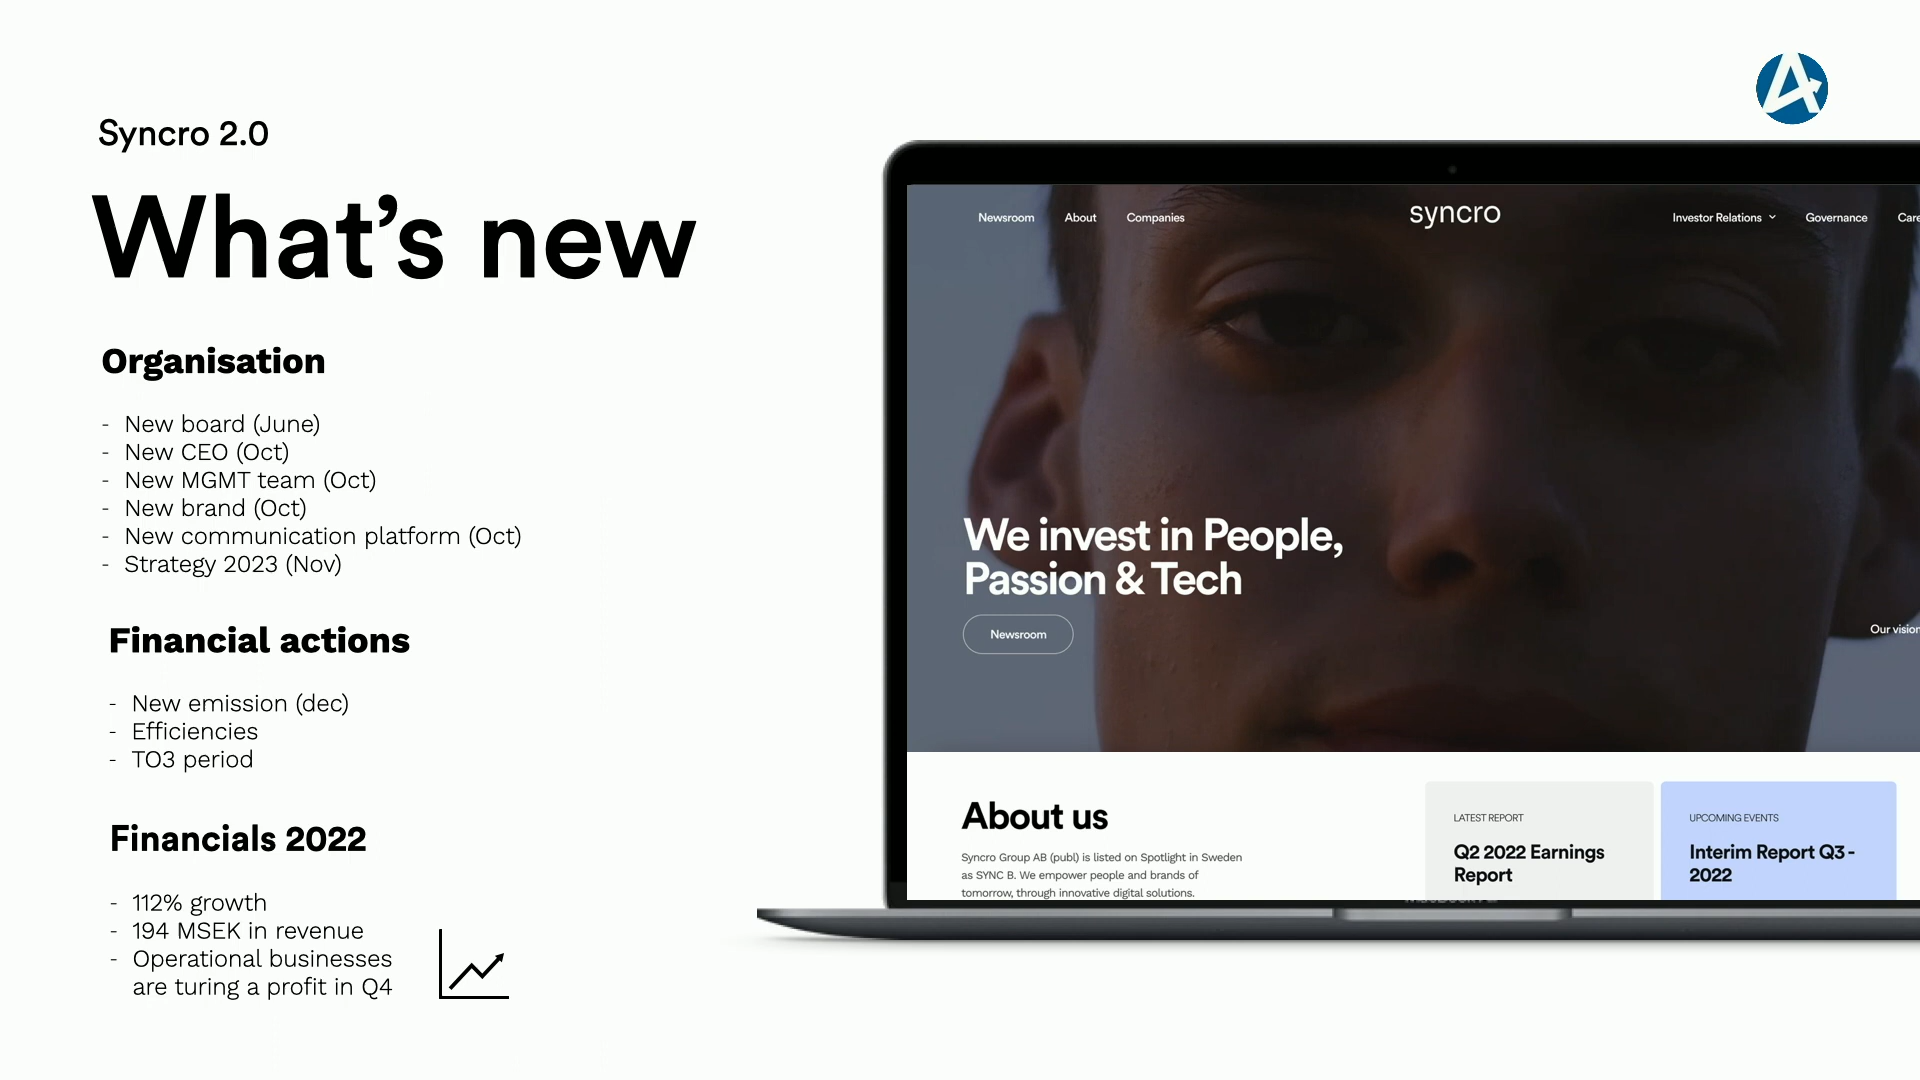 Syncro 2.0
What's new
Organisation
- New board (June)
- New CEO (Oct)
- New MGMT team (Oct)
- New brand (Oct)
- New communication platform (Oct)
- Strategy 2023 (Nov)
Financial actions
- New emission (dec)
- Efficiencies
- TO3 period
Financials 2022
- 112% growth
- 194 MSEK in revenue
- Operational businesses
are turing a profit in Q4
Newsroom About Companies syncro Investor Relations Governance
We invest in People,
Passion & Tech
Newsroom
Our vision
About us
Syncro Group AB (publ) is listed on Spotlight in Sweden
as SYNC B. We empower people and brands of
tomorrow, through innovative digital solutions.
LATEST REPORT
Q2 2022 Earnings
Report
UPCOMING EVENTS
Interim Report Q3 -
2022